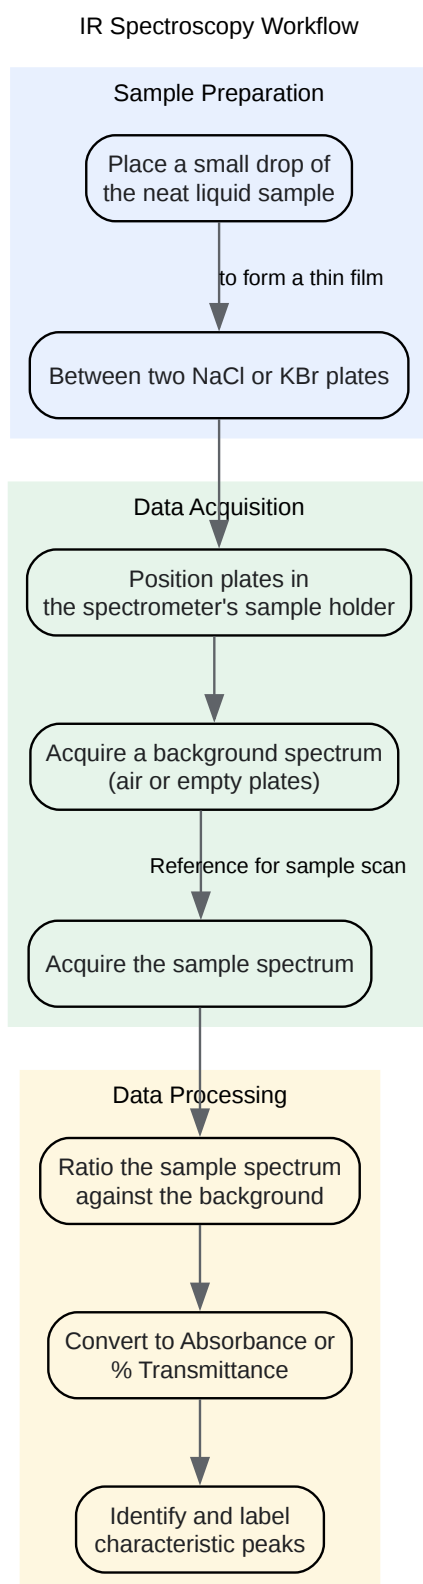 IR Spectroscopy Workflow
Sample Preparation
Place a small drop of
the neat liquid sample
to form a thin film
Between two NaCl or KBr plates
Data Acquisition
Position plates in
the spectrometer's sample holder
Acquire a background spectrum
(air or empty plates)
Reference for sample scan
Acquire the sample spectrum
Data Processing
Ratio the sample spectrum
against the background
Convert to Absorbance or
% Transmittance
Identify and label
characteristic peaks